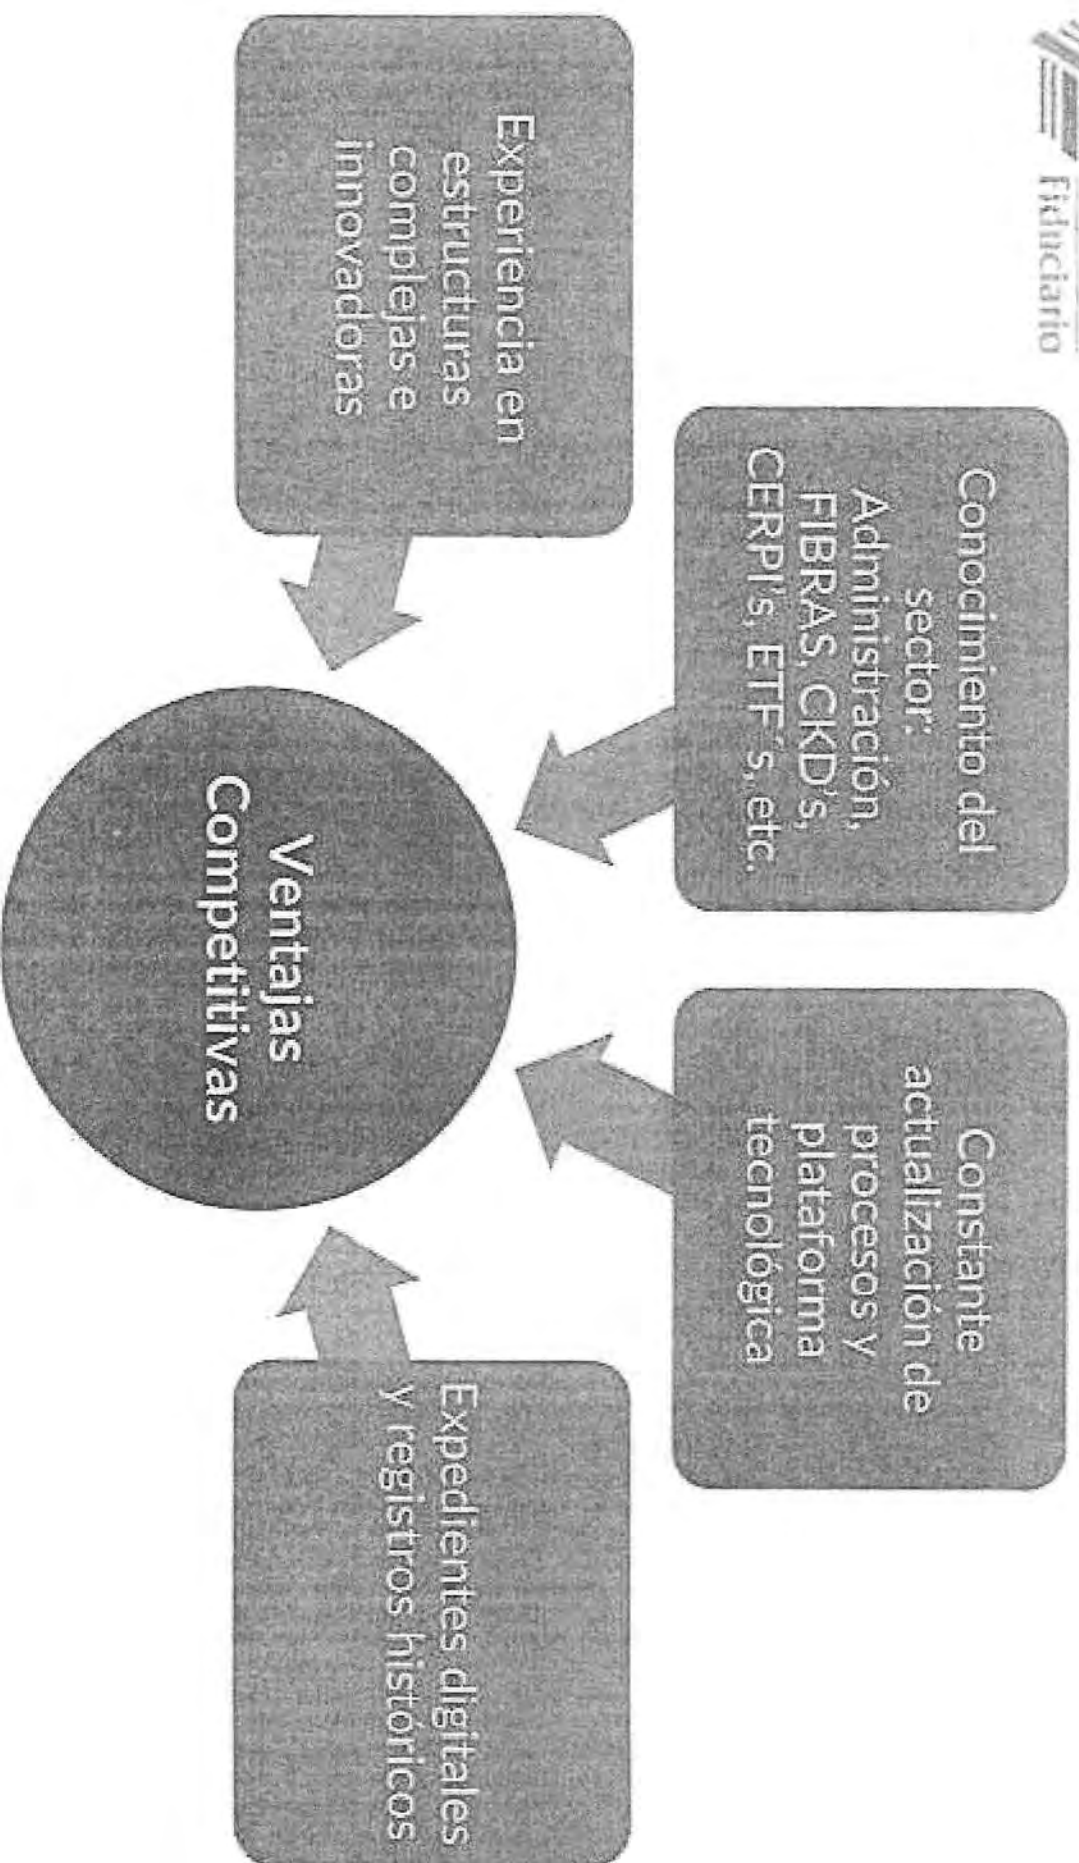 Fiduciario
Experiencia en
estructuras
complejas e
innovadoras
Conocimiento del
sector:
Administración,
FIBRAS, CKD's,
CERPI's, ETF´s, etc.
Constante
actualización de
procesos y
plataforma
tecnológica
Expedientes digitales
y registros históricos
Ventajas
Competitivas